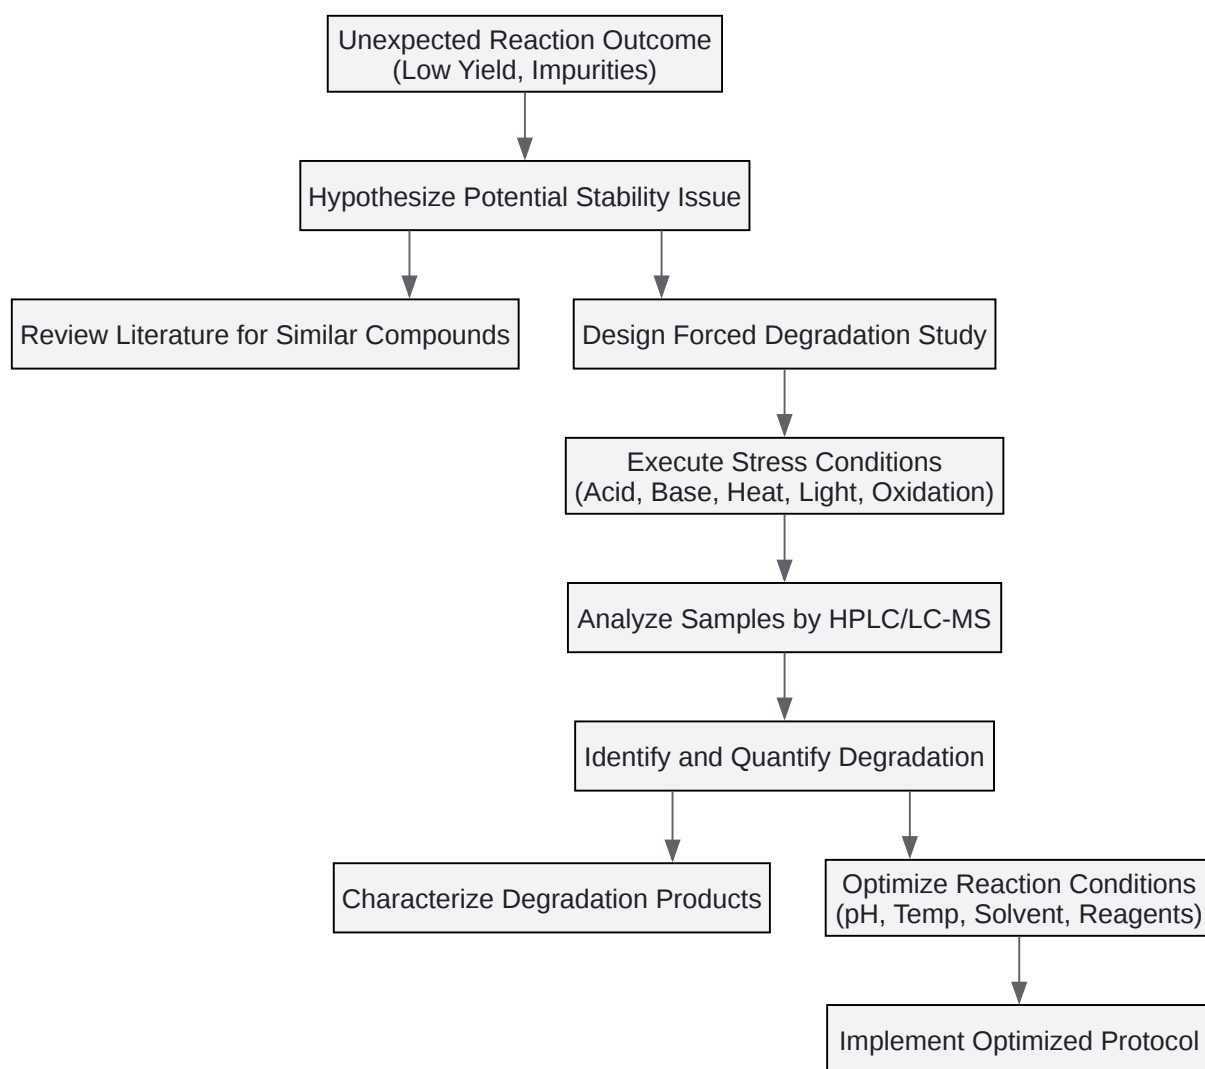 Unexpected Reaction Outcome
(Low Yield, Impurities)
Hypothesize Potential Stability Issue
Review Literature for Similar Compounds
Design Forced Degradation Study
Execute Stress Conditions
(Acid, Base, Heat, Light, Oxidation)
Analyze Samples by HPLC/LC-MS
Identify and Quantify Degradation
Characterize Degradation Products
Optimize Reaction Conditions
(pH, Temp, Solvent, Reagents)
Implement Optimized Protocol